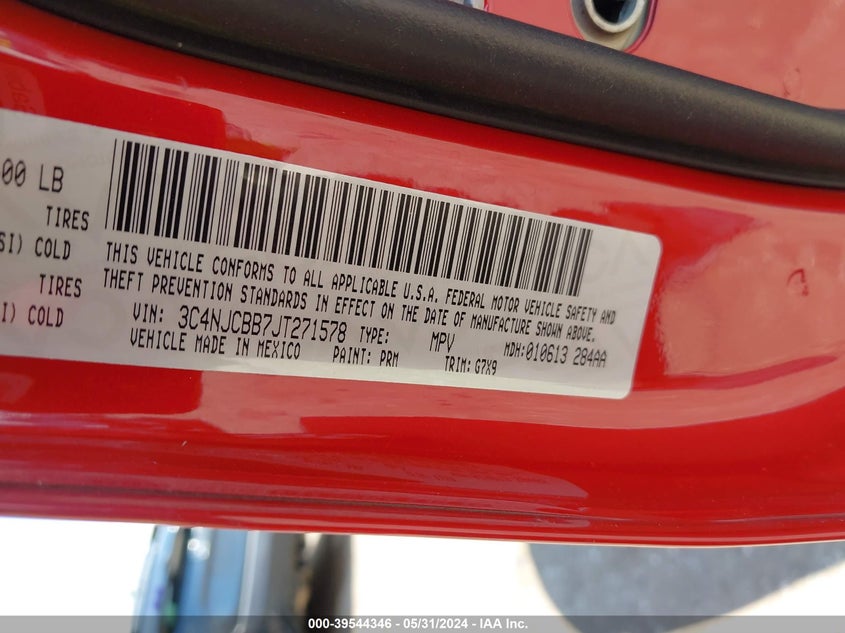 00 LB
TIRES
SI) COLD
TIRES
I) COLD
THIS VEHICLE CONFORMS TO ALL APPLICABLE U.S.A. FEDERAL MOTOR VEHICLE SAFETY AND
THEFT PREVENTION STANDARDS IN EFFECT ON THE DATE OF MANUFACTURE SHOWN ABOVE.
VIN: 3C4NJCBB7JT271578 TYPE: MPV MDH:010613 284AA
VEHICLE MADE IN MEXICO PAINT: PRM TRIM: G7X9
000-39544346 - 05/31/2024 - IAA Inc.